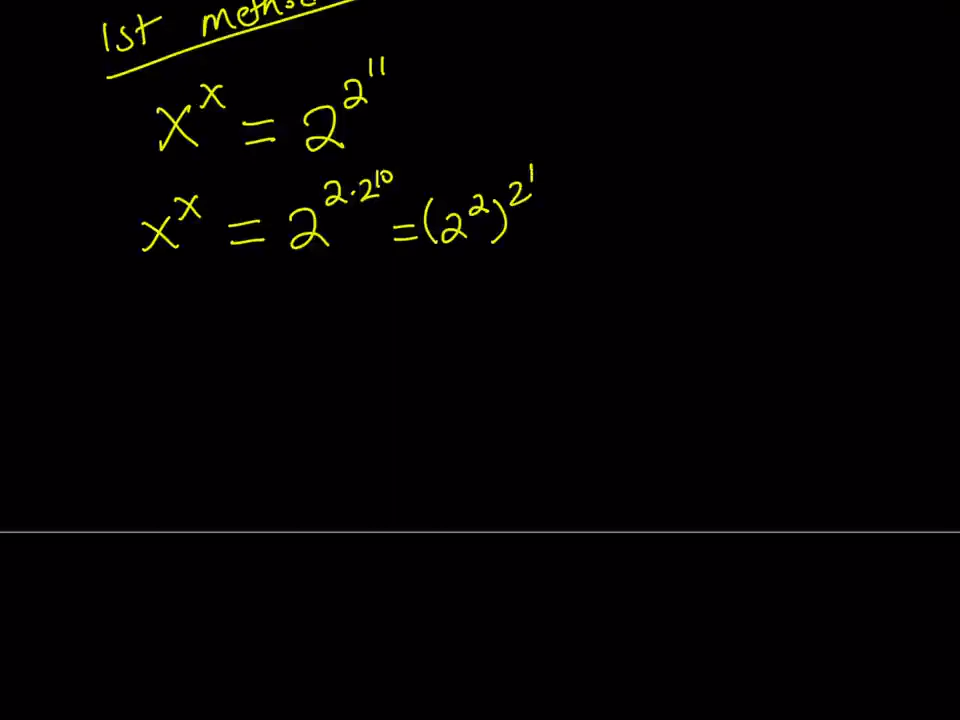 1st
x^x = 2^{2^{11}}
x^x = 2^{2·2^{10}} = (2^2)^{2^1}